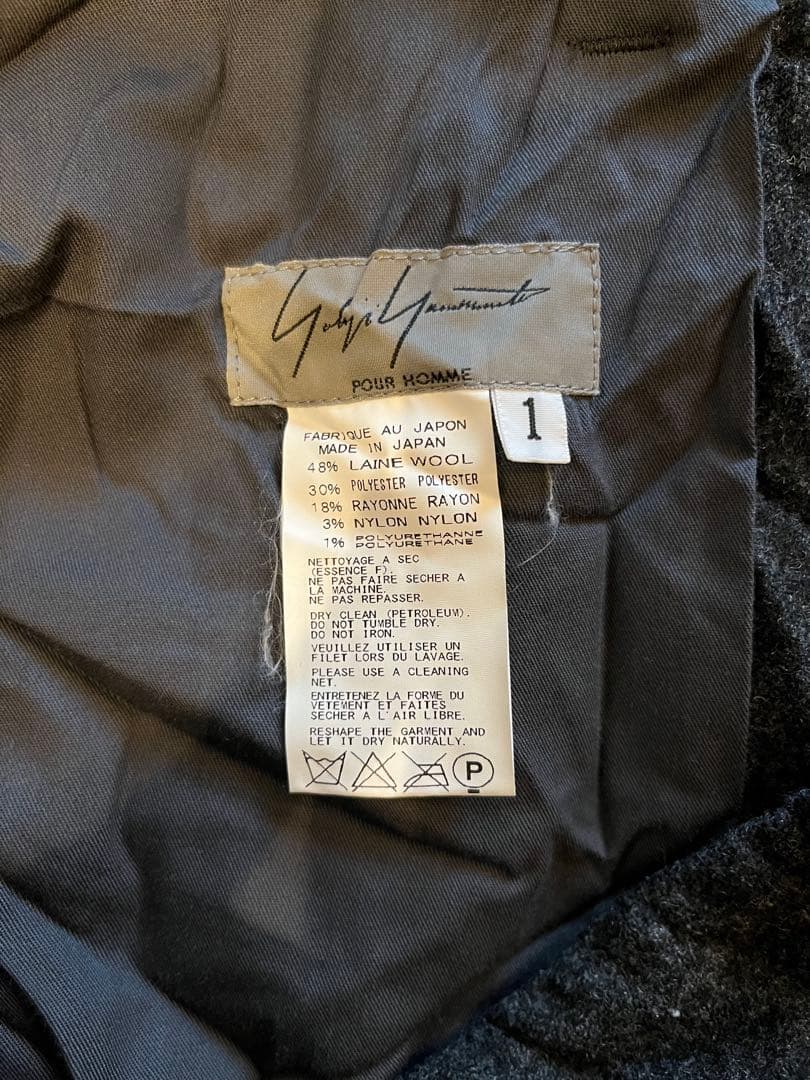 Yohji Yamamoto
POUR HOMME
1
FABRIQUE AU JAPON
MADE IN JAPAN
48% LAINE WOOL
30% POLYESTER POLYESTER
18% RAYONNE RAYON
3% NYLON NYLON
1% POLYURETHANNE
POLYURETHANE
NETTOYAGE A SEC
(ESSENCE F).
NE PAS FAIRE SECHER A
LA MACHINE.
NE PAS REPASSER.
DRY CLEAN (PETROLEUM).
DO NOT TUMBLE DRY.
DO NOT IRON.
VEUILLEZ UTILISER UN
FILET LORS DU LAVAGE.
PLEASE USE A CLEANING
NET.
ENTRETENEZ LA FORME DU
VETEMENT ET FAITES
SECHER A L'AIR LIBRE.
RESHAPE THE GARMENT AND
LET IT DRY NATURALLY.
P